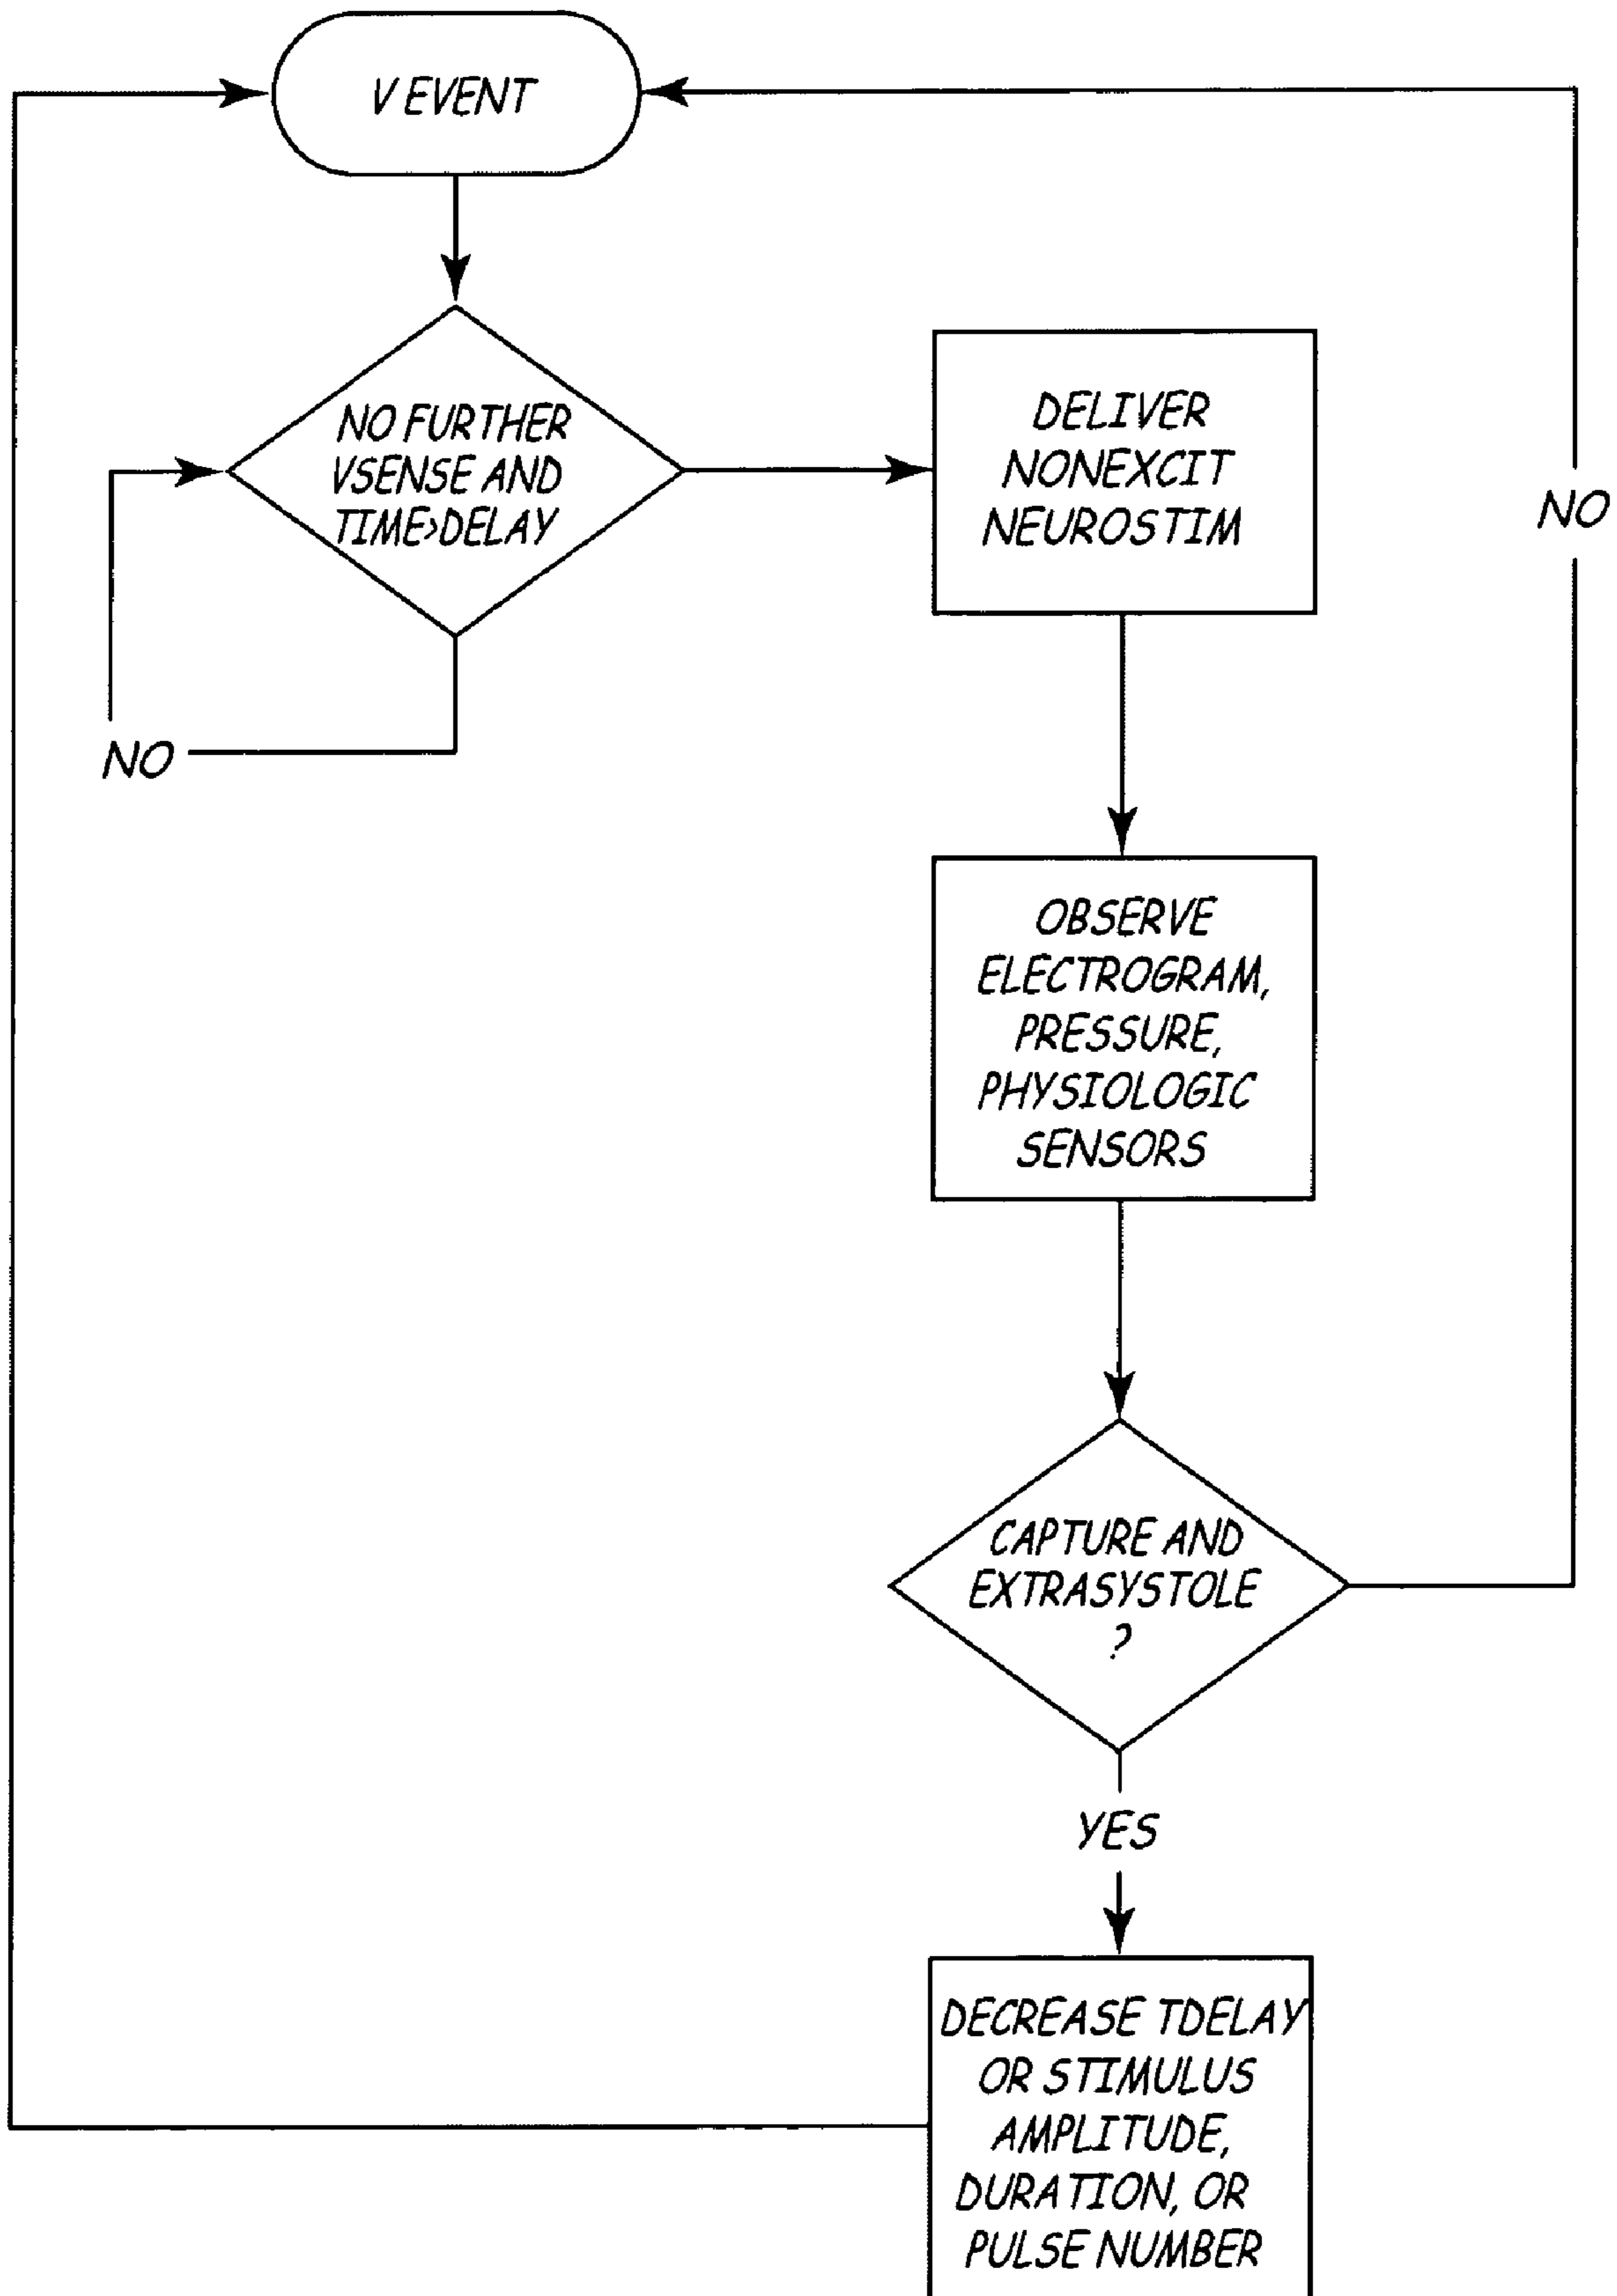 V EVENT
NO FURTHER
VSENSE AND
TIME>DELAY
NO
DELIVER
NONEXCIT
NEUROSTIM
NO
OBSERVE
ELECTROGRAM,
PRESSURE,
PHYSIOLOGIC
SENSORS
CAPTURE AND
EXTRASYSTOLE
?
YES
DECREASE TDELAY
OR STIMULUS
AMPLITUDE,
DURATION, OR
PULSE NUMBER